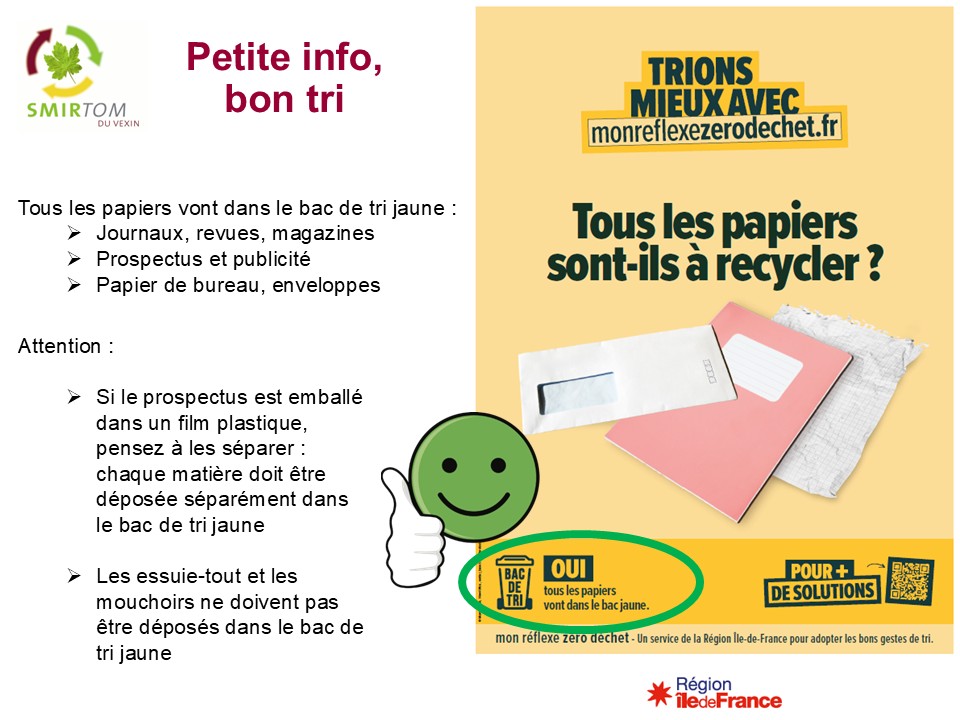 SMIRTOM
DU VEXIN
Petite info,
bon tri
Tous les papiers vont dans le bac de tri jaune :
➢ Journaux, revues, magazines
➢ Prospectus et publicité
➢ Papier de bureau, enveloppes
Attention :
➢ Si le prospectus est emballé
dans un film plastique,
pensez à les séparer :
chaque matière doit être
déposée séparément dans
le bac de tri jaune
➢ Les essuie-tout et les
mouchoirs ne doivent pas
être déposés dans le bac de
tri jaune
TRIONS
MIEUX AVEC
monreflexezerodechet.fr
Tous les papiers
sont-ils à recycler ?
BAC
DE
TRI
OUI
tous les papiers
vont dans le bac jaune.
POUR +
DE SOLUTIONS
mon réflexe zéro déchet - Un service de la Région Île-de-France pour adopter les bons gestes de tri.
Région
îledeFrance